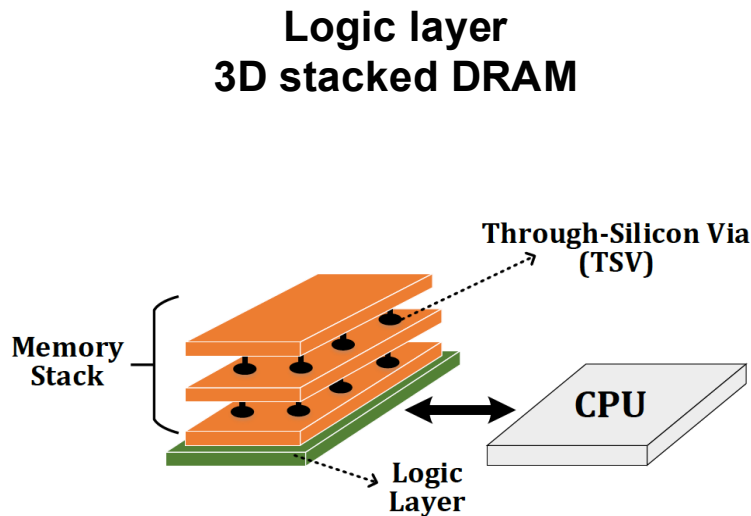 Logic layer
3D stacked DRAM
Through-Silicon Via
(TSV)
Memory
Stack
CPU
Logic
Layer